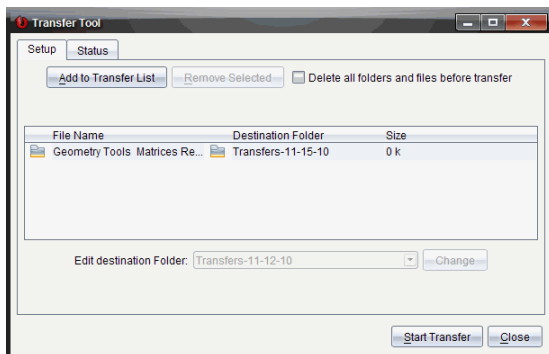 Transfer Tool
Setup Status
Add to Transfer List Remove Selected Delete all folders and files before transfer
File Name Destination Folder Size
Geometry Tools Matrices Re... Transfers-11-15-10 0 k
Edit destination Folder: Transfers-11-12-10 Change
Start Transfer Close